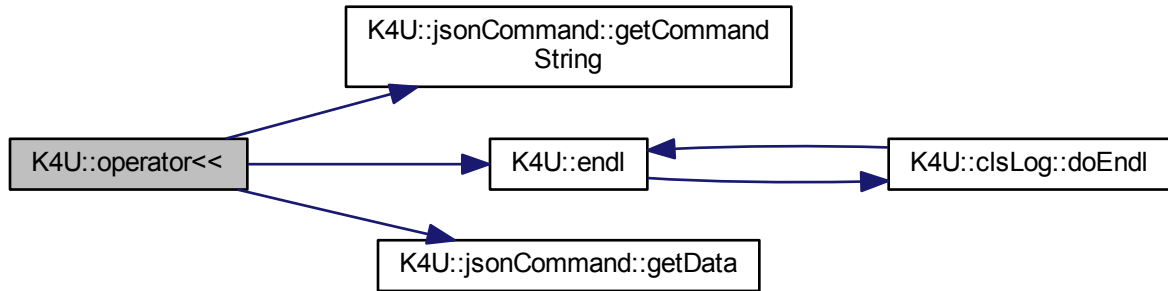 K4U::jsonCommand::getCommand
String
K4U::operator<<
K4U::endl
K4U::clsLog::doEndl
K4U::jsonCommand::getData